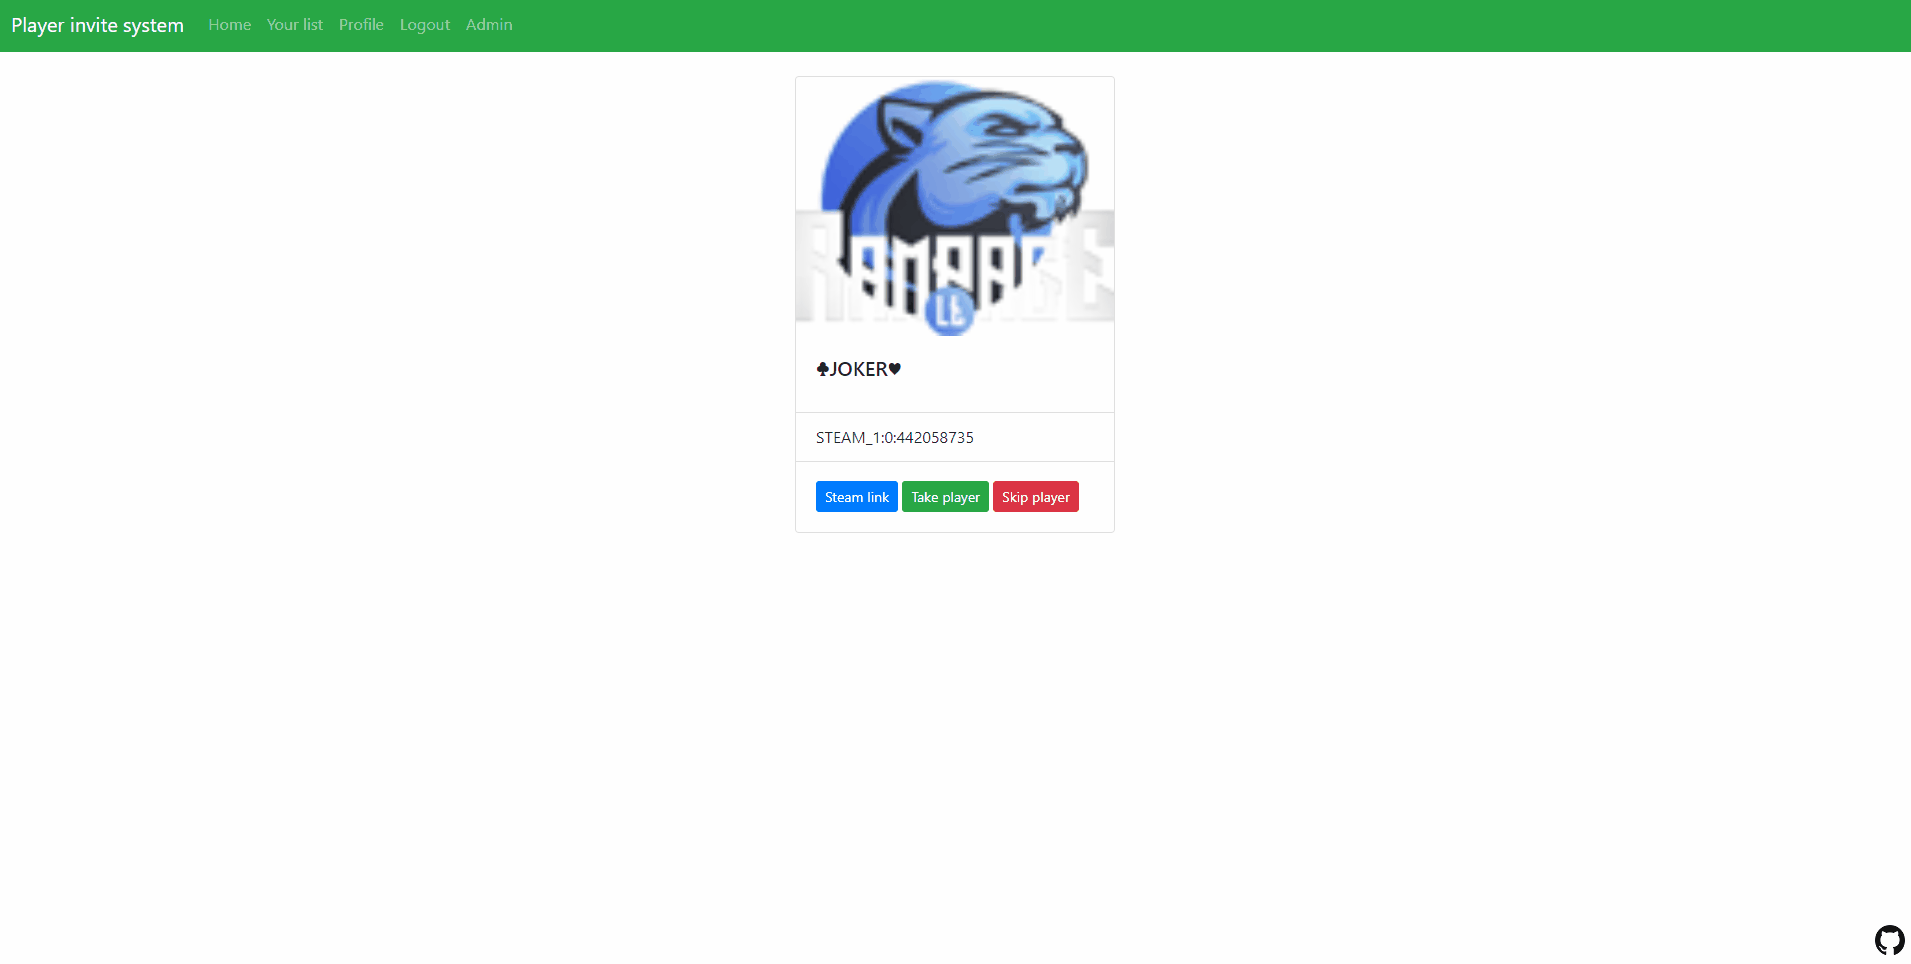 Player invite system Home Your list Profile Logout Admin
RAMPAGE
LT
♣JOKER♥
STEAM_1:0:442058735
Steam link Take player Skip player